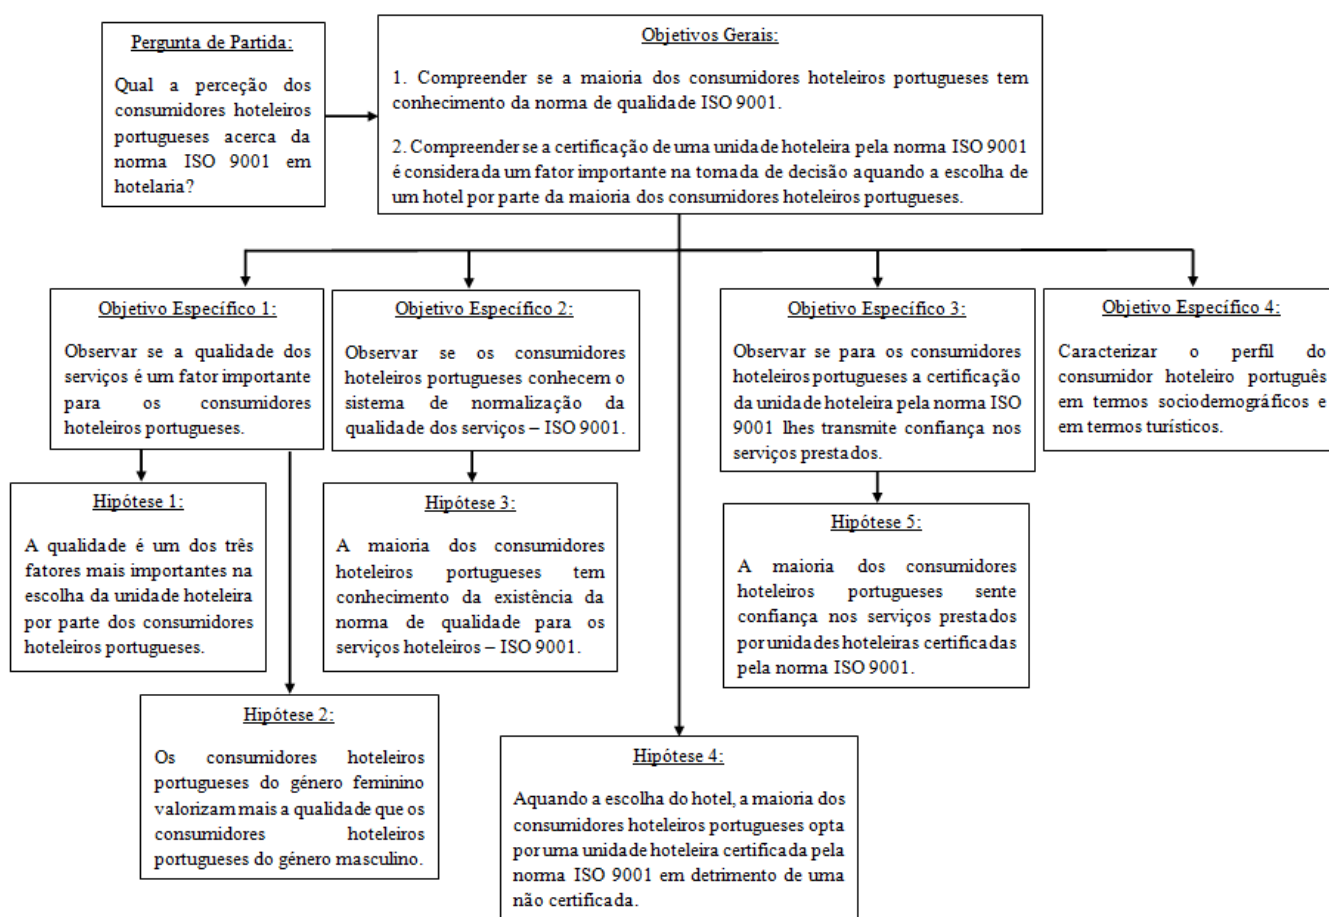 Pergunta de Partida:
Qual a perceção dos
consumidores hoteleiros
portugueses acerca da
norma ISO 9001 em
hotelaria?
Objetivos Gerais:
1. Compreender se a maioria dos consumidores hoteleiros portugueses tem
conhecimento da norma de qualidade ISO 9001.
2. Compreender se a certificação de uma unidade hoteleira pela norma ISO 9001
é considerada um fator importante na tomada de decisão aquando a escolha de
um hotel por parte da maioria dos consumidores hoteleiros portugueses.
Objetivo Específico 1:
Observar se a qualidade dos
serviços é um fator importante
para os consumidores
hoteleiros portugueses.
Objetivo Específico 2:
Observar se os consumidores
hoteleiros portugueses conhecem o
sistema de normalização da
qualidade dos serviços – ISO 9001.
Objetivo Específico 3:
Observar se para os consumidores
hoteleiros portugueses a certificação
da unidade hoteleira pela norma ISO
9001 lhes transmite confiança nos
serviços prestados.
Objetivo Específico 4:
Caracterizar o perfil do
consumidor hoteleiro português
em termos sociodemográficos e
em termos turísticos.
Hipótese 1:
A qualidade é um dos três
fatores mais importantes na
escolha da unidade hoteleira
por parte dos consumidores
hoteleiros portugueses.
Hipótese 3:
A maioria dos consumidores
hoteleiros portugueses tem
conhecimento da existência da
norma de qualidade para os
serviços hoteleiros – ISO 9001.
Hipótese 5:
A maioria dos consumidores
hoteleiros portugueses sente
confiança nos serviços prestados
por unidades hoteleiras certificadas
pela norma ISO 9001.
Hipótese 2:
Os consumidores hoteleiros
portugueses do género feminino
valorizam mais a qualidade que os
consumidores hoteleiros
portugueses do género masculino.
Hipótese 4:
Aquando a escolha do hotel, a maioria dos
consumidores hoteleiros portugueses opta
por uma unidade hoteleira certificada pela
norma ISO 9001 em detrimento de uma
não certificada.